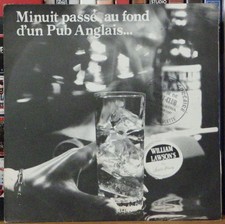 Minuit passé, au fond
d'un Pub Anglais...
WILLIAM
LAWSON'S